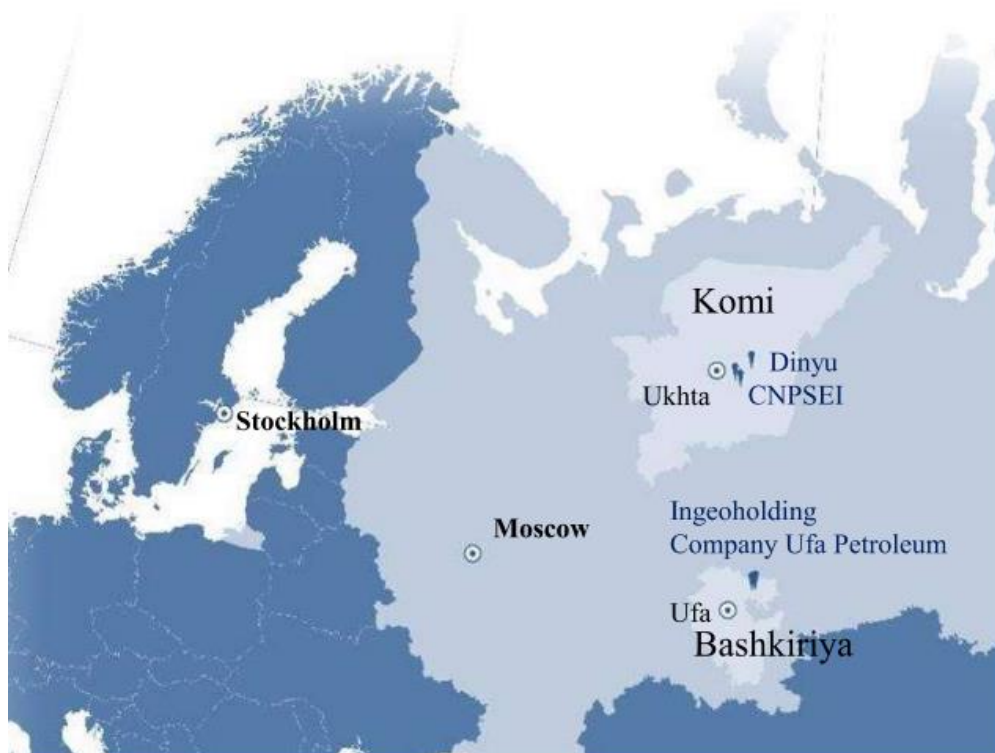 Komi
Dinyu
Ukhta
CNPSEI
Stockholm
Ingeoholding
Moscow
Company Ufa Petroleum
Ufa
Bashkiriya